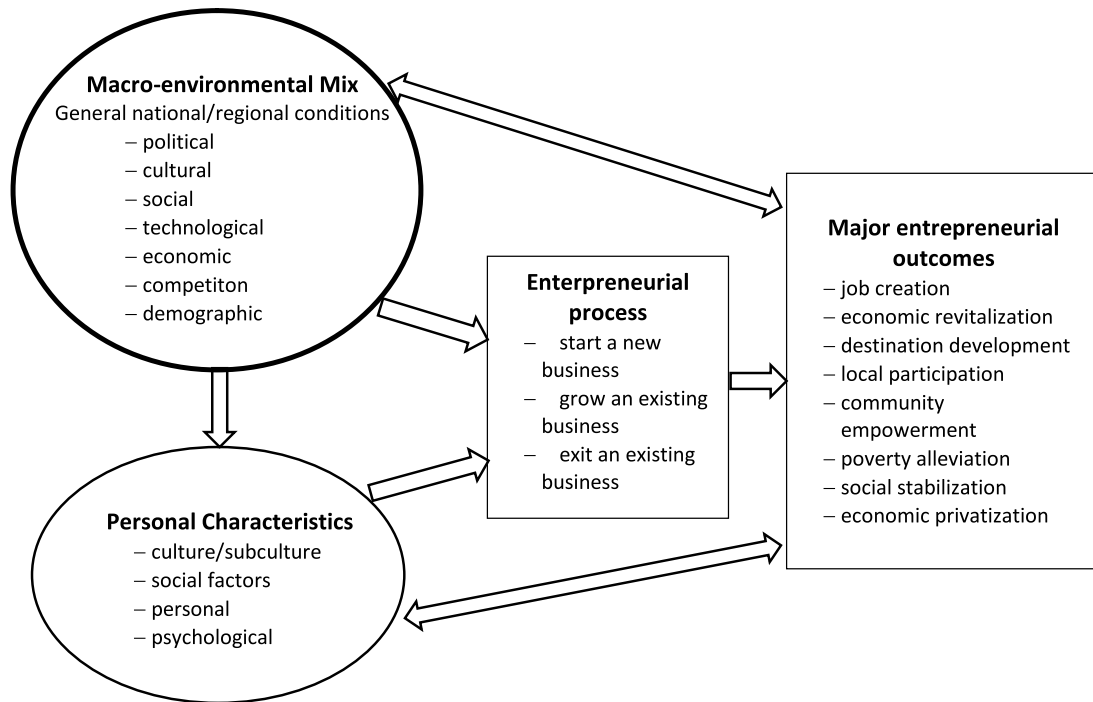 Macro-environmental Mix
General national/regional conditions
– political
– cultural
– social
– technological
– economic
– competiton
– demographic
Personal Characteristics
– culture/subculture
– social factors
– personal
– psychological
Enterpreneurial
process
– start a new
business
– grow an existing
business
– exit an existing
business
Major entrepreneurial
outcomes
– job creation
– economic revitalization
– destination development
– local participation
– community
empowerment
– poverty alleviation
– social stabilization
– economic privatization